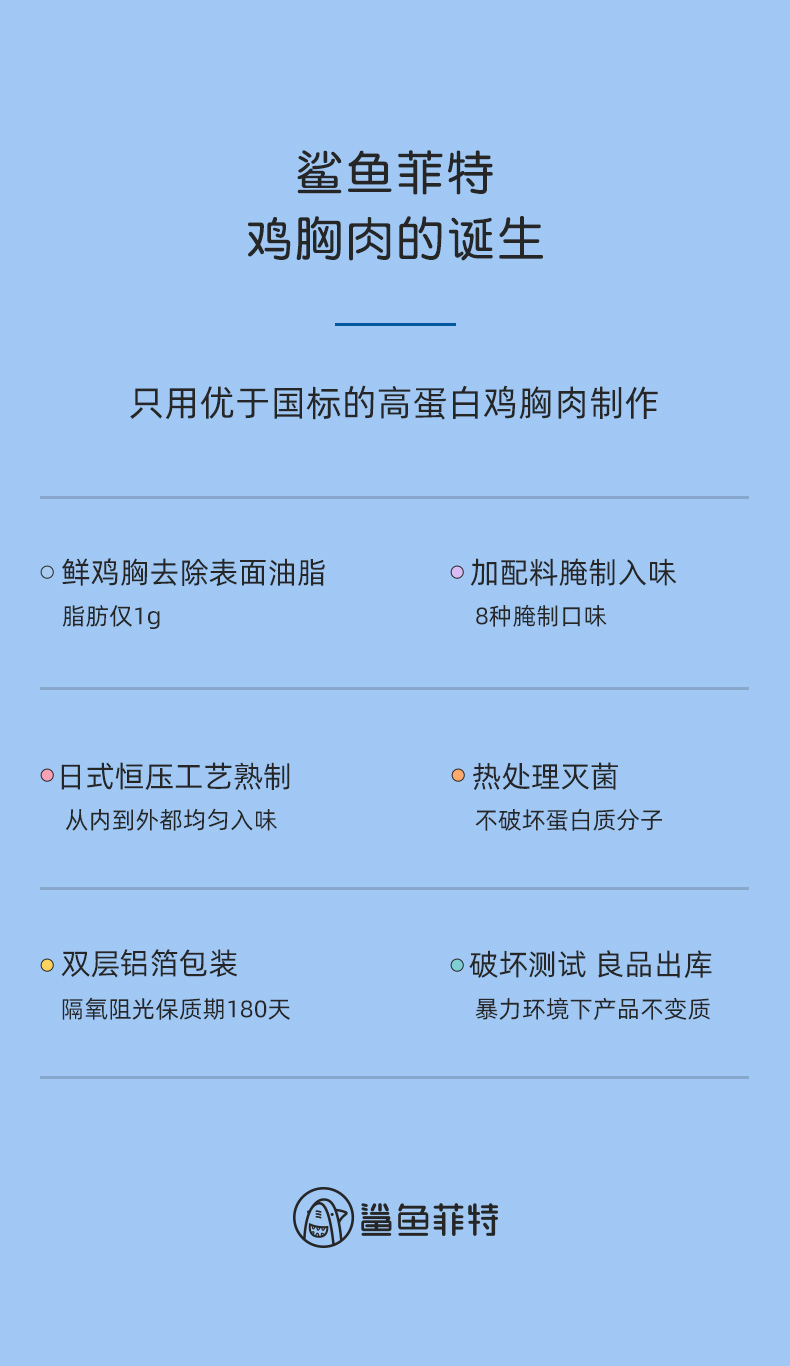 鲨鱼菲特
鸡胸肉的诞生
只用优于国标的高蛋白鸡胸肉制作
鲜鸡胸去除表面油脂
脂肪仅1g
加配料腌制入味
8种腌制口味
日式恒压工艺熟制
从内到外都均匀入味
热处理灭菌
不破坏蛋白质分子
双层铝箔包装
隔氧阻光保质期180天
破坏测试 良品出库
暴力环境下产品不变质
鲨鱼菲特